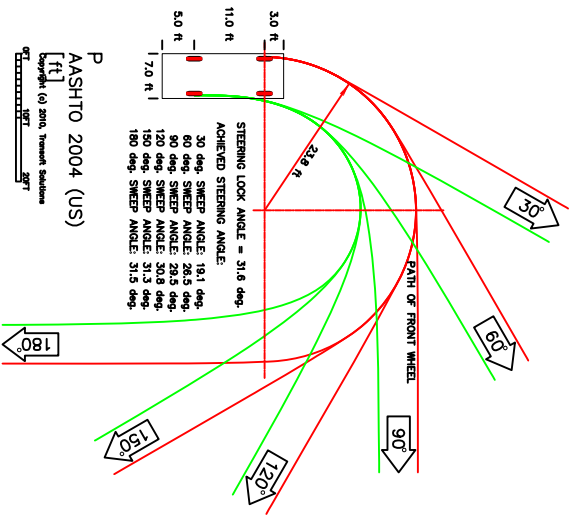 5.0 ft
11.0 ft
3.0 ft
7.0 ft
23.8 ft
PATH OF FRONT WHEEL
30°
60°
90°
120°
150°
180°
STEERING LOCK ANGLE = 31.6 deg.
ACHIEVED STEERING ANGLE:
30 deg. SWEEP ANGLE: 19.1 deg.
60 deg. SWEEP ANGLE: 26.5 deg.
90 deg. SWEEP ANGLE: 29.5 deg.
120 deg. SWEEP ANGLE: 30.8 deg.
150 deg. SWEEP ANGLE: 31.3 deg.
180 deg. SWEEP ANGLE: 31.5 deg.
P
AASHTO 2004 (US)
[ft]
Copyright (c) 2010, Transoft Solutions
0FT 10FT 20FT